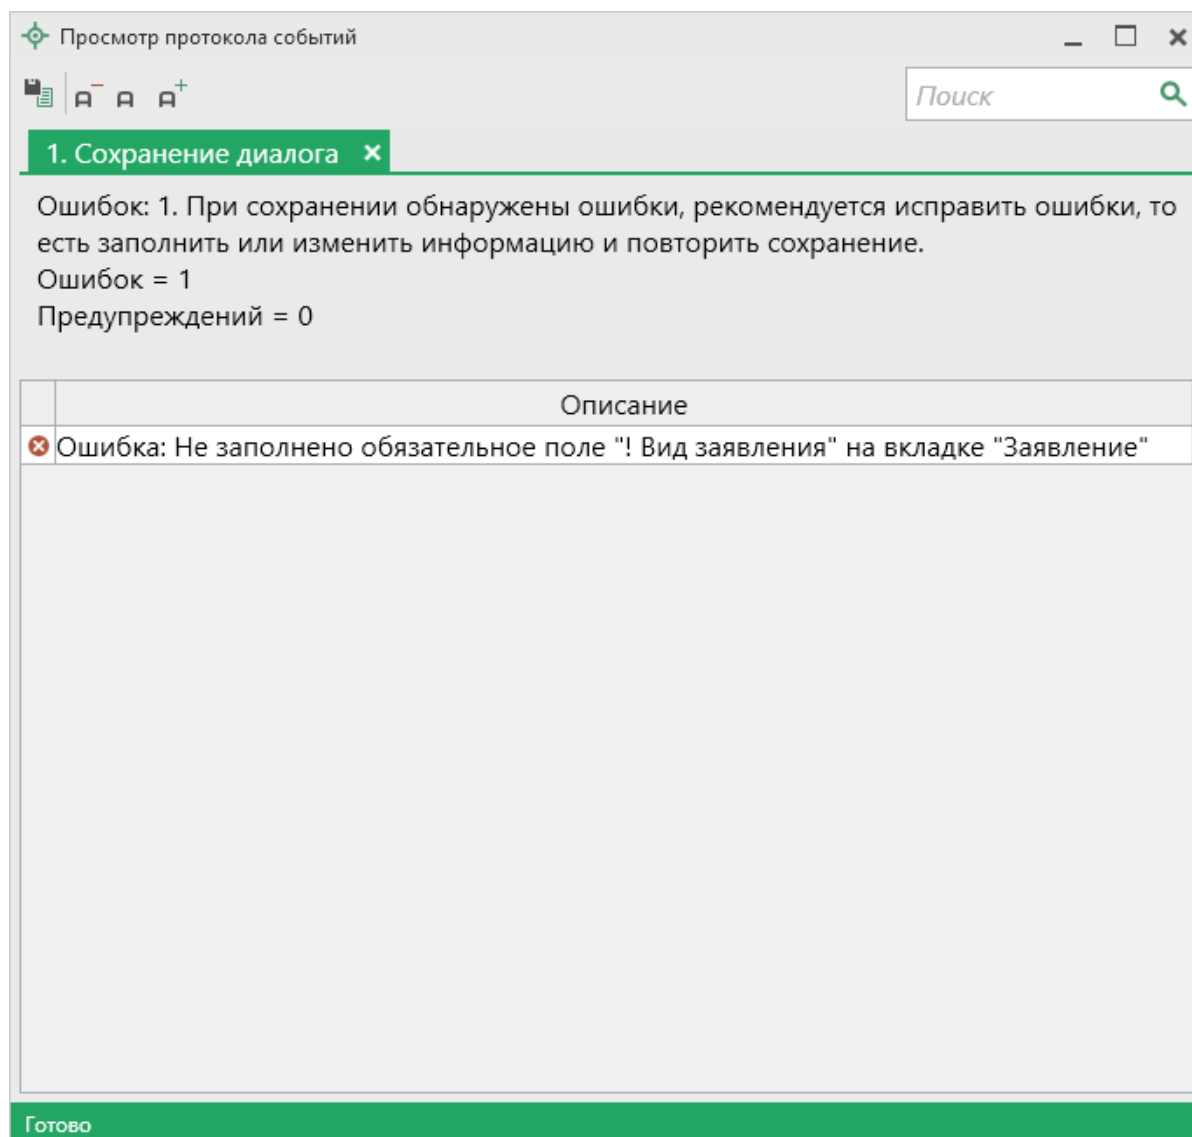 Просмотр протокола событий
A− A A+
Поиск
1. Сохранение диалога
Ошибок: 1. При сохранении обнаружены ошибки, рекомендуется исправить ошибки, то
есть заполнить или изменить информацию и повторить сохранение.
Ошибок = 1
Предупреждений = 0
Описание
Ошибка: Не заполнено обязательное поле "! Вид заявления" на вкладке "Заявление"
Готово